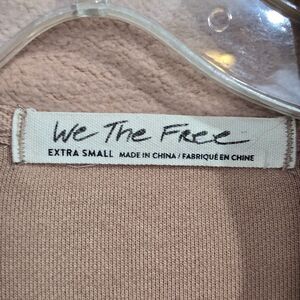 We The Free
EXTRA SMALL MADE IN CHINA / FABRIQUÉ EN CHINE